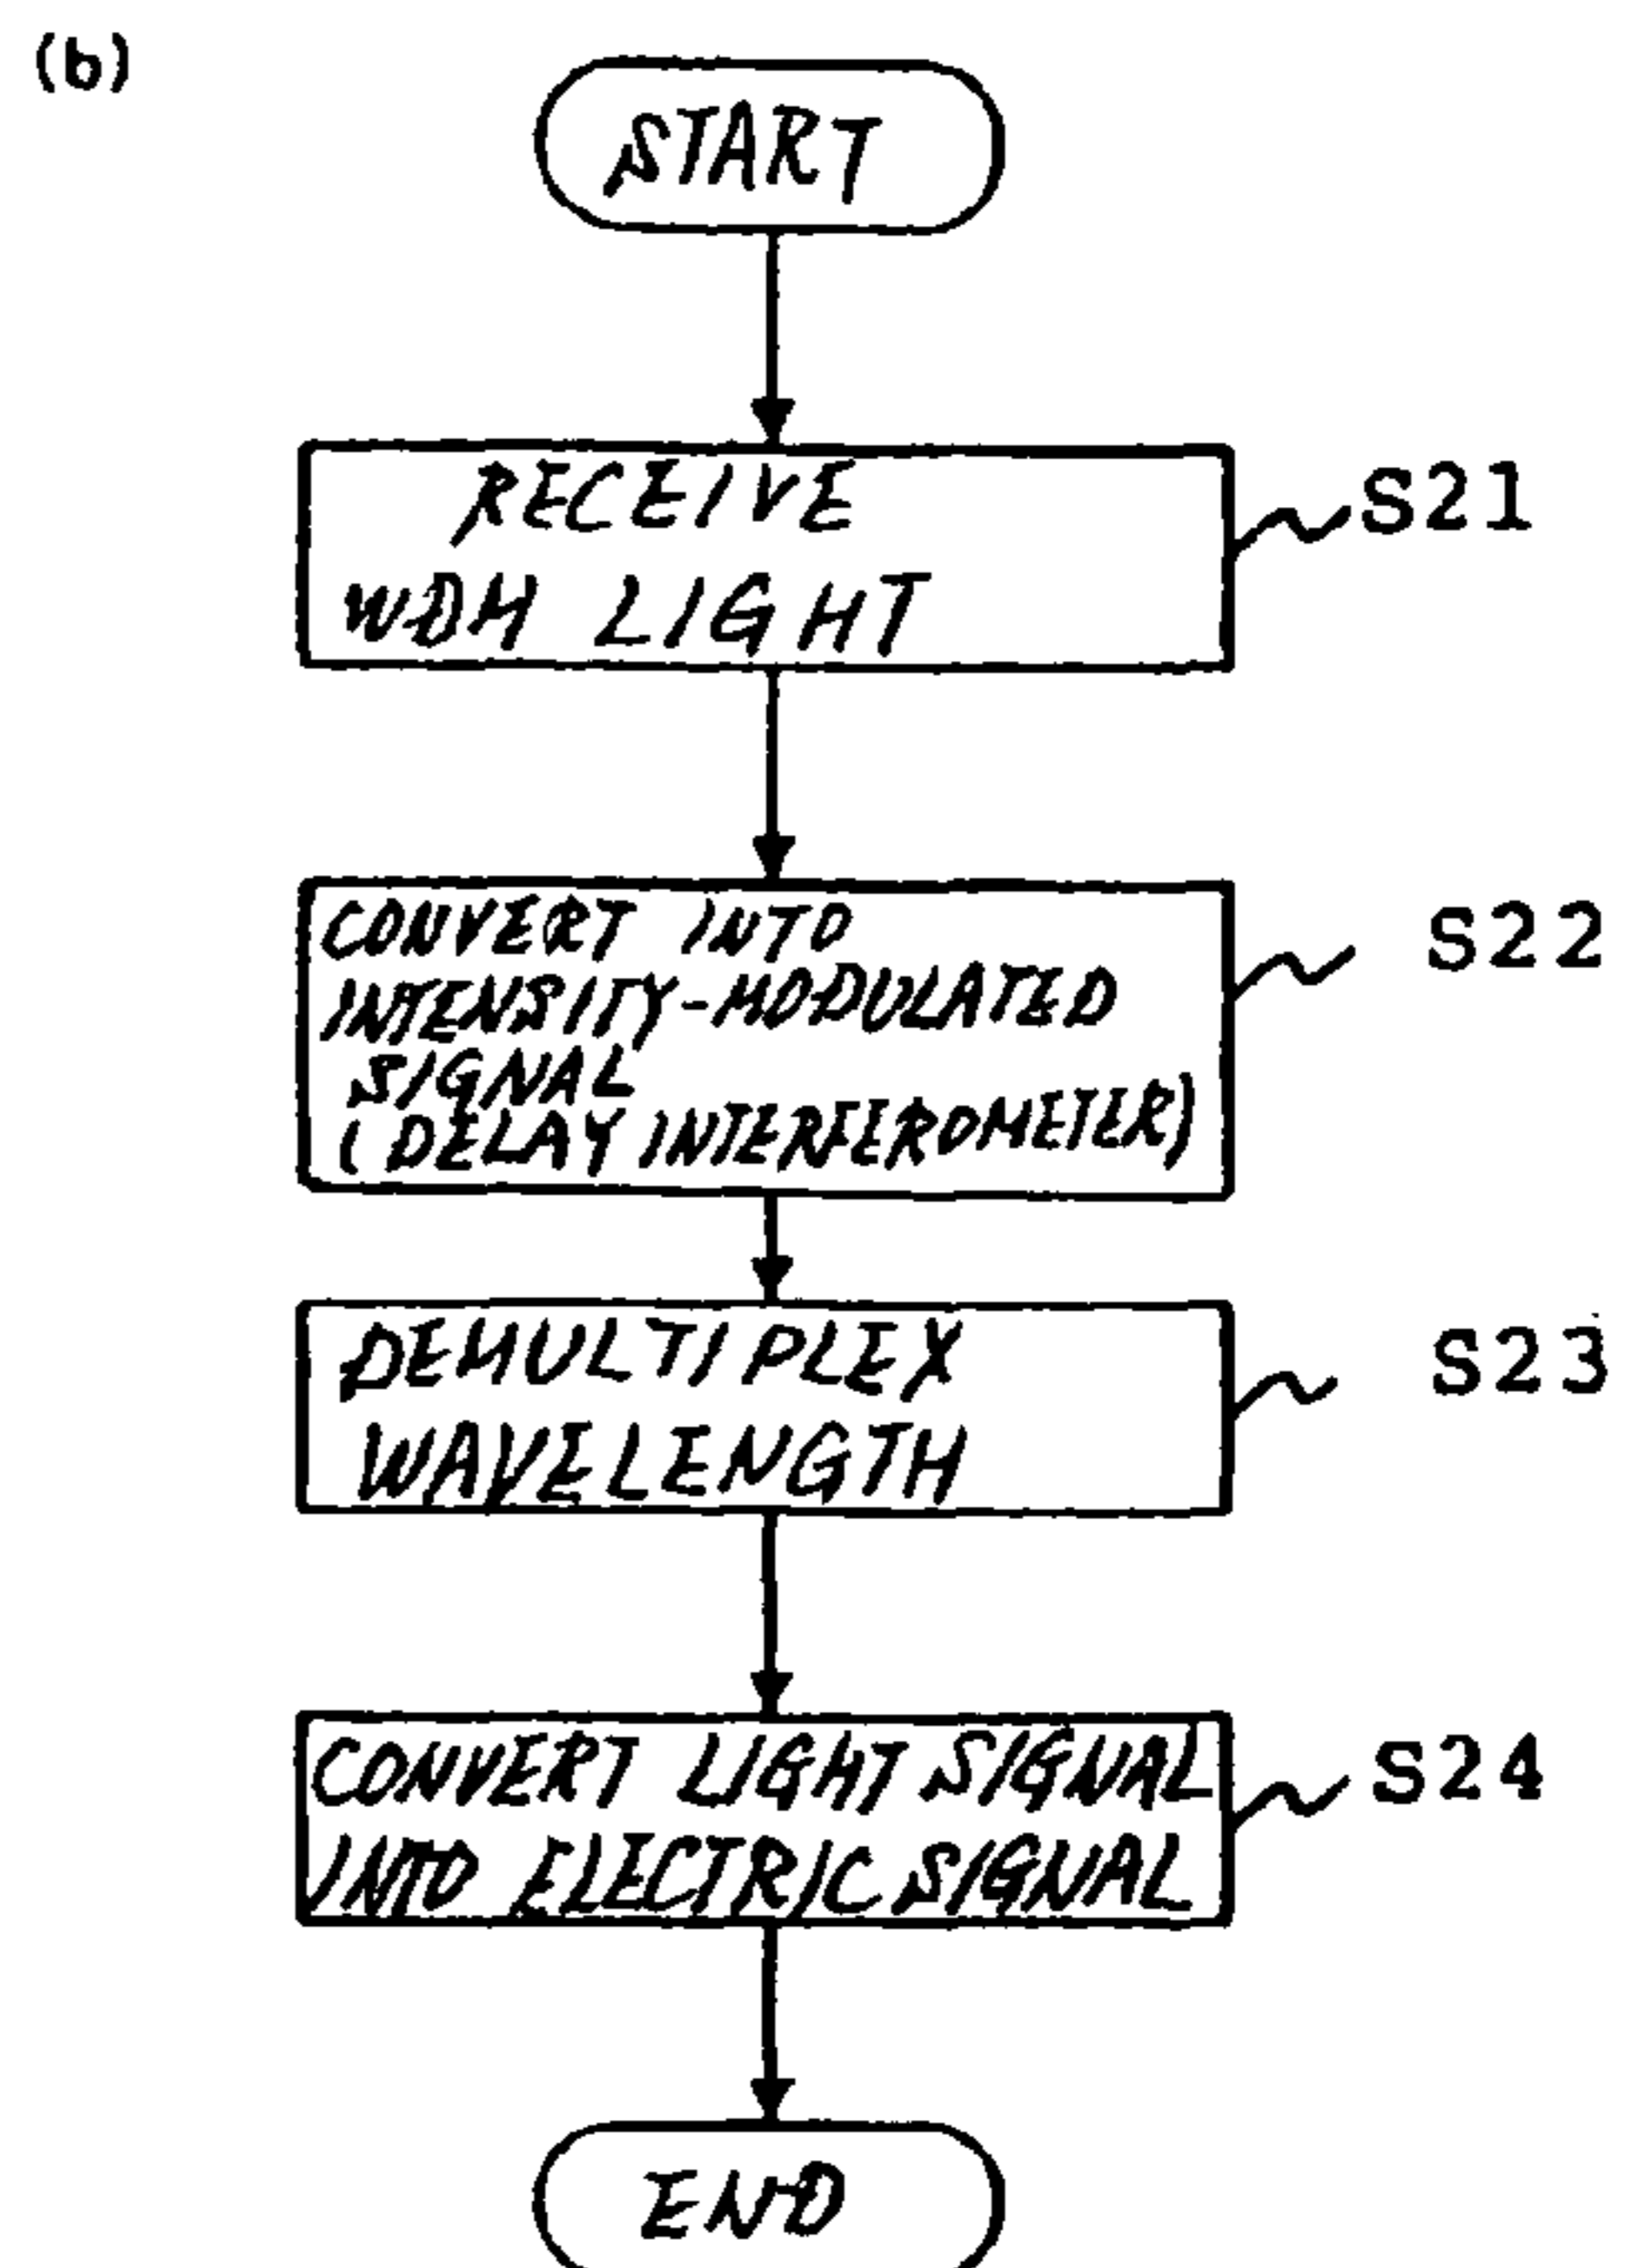 (b)
START
RECEIVE
WDM LIGHT
S21
CONVERT INTO
INTENSITY-MODULATED
SIGNAL
(DELAY INTERFEROMETER)
S22
DEMULTIPLEX
WAVELENGTH
S23
CONVERT LIGHT SIGNAL
INTO ELECTRIC SIGNAL
S24
END